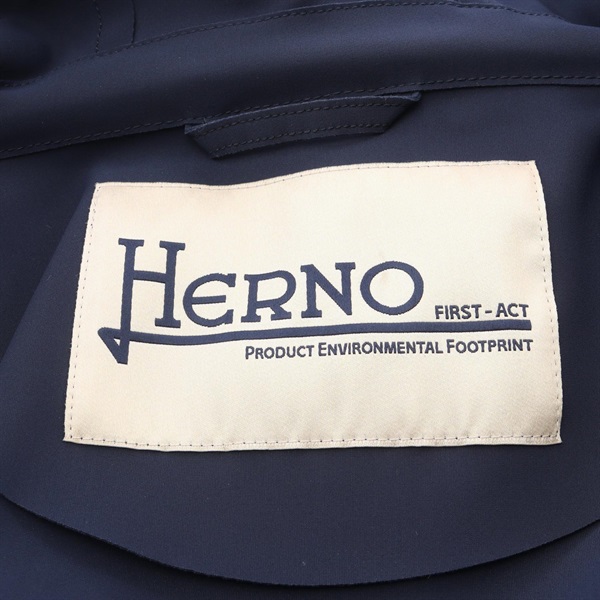 HERNO
FIRST - ACT
PRODUCT ENVIRONMENTAL FOOTPRINT